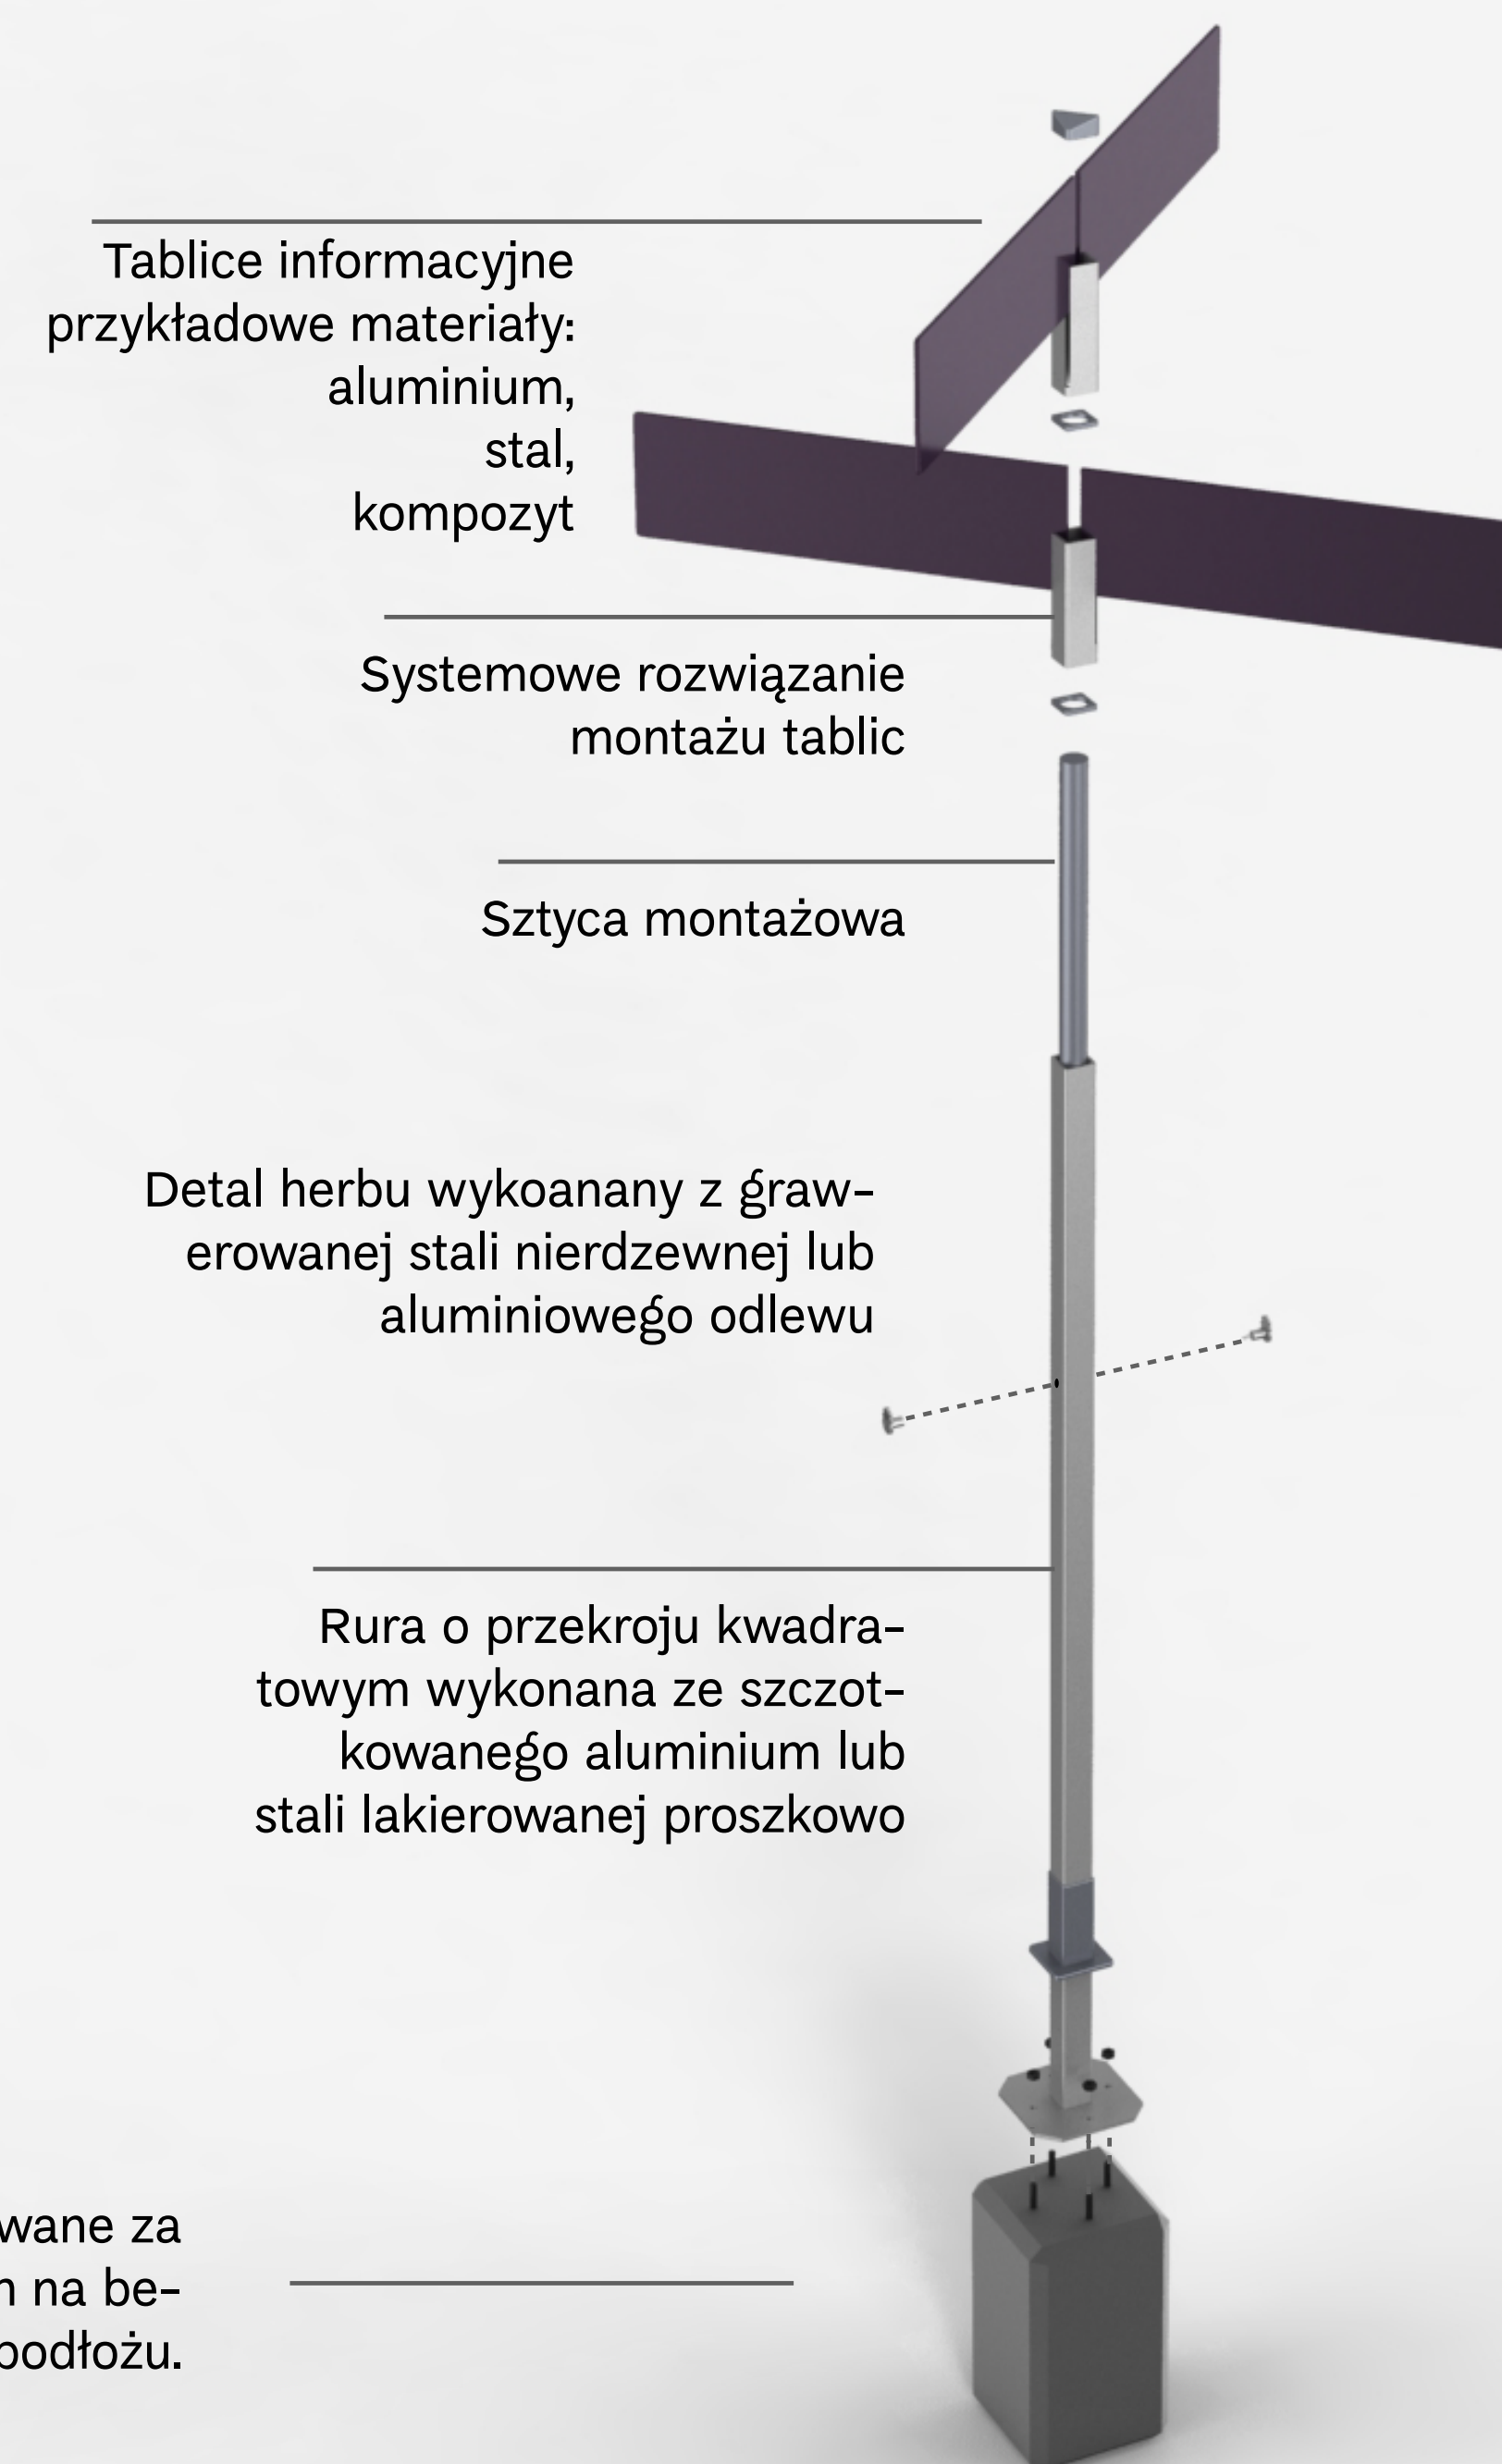 Tablice informacyjne
przykładowe materiały:
aluminium,
stal,
kompozyt
Systemowe rozwiązanie
montażu tablic
Sztyca montażowa
Detal herbu wykoanany z graw-
erowanej stali nierdzewnej lub
aluminiowego odlewu
Rura o przekroju kwadra-
towym wykonana ze szczot-
kowanego aluminium lub
stali lakierowanej proszkowo
za
na be-
podłożu.